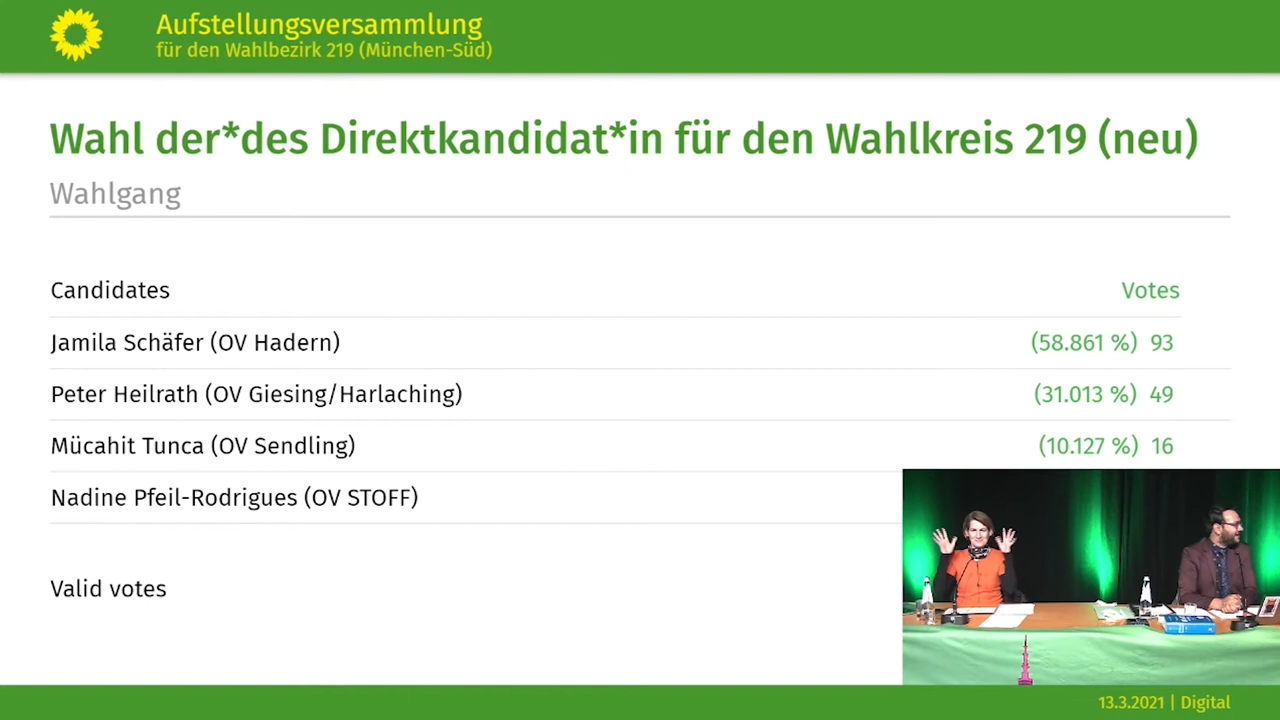 Aufstellungsversammlung
für den Wahlbezirk 219 (München-Süd)
Wahl der*des Direktkandidat*in für den Wahlkreis 219 (neu)
Wahlgang
Candidates Votes
Jamila Schäfer (OV Hadern) (58.861 %) 93
Peter Heilrath (OV Giesing/Harlaching) (31.013 %) 49
Mücahit Tunca (OV Sendling) (10.127 %) 16
Nadine Pfeil-Rodrigues (OV STOFF)
Valid votes
13.3.2021 | Digital